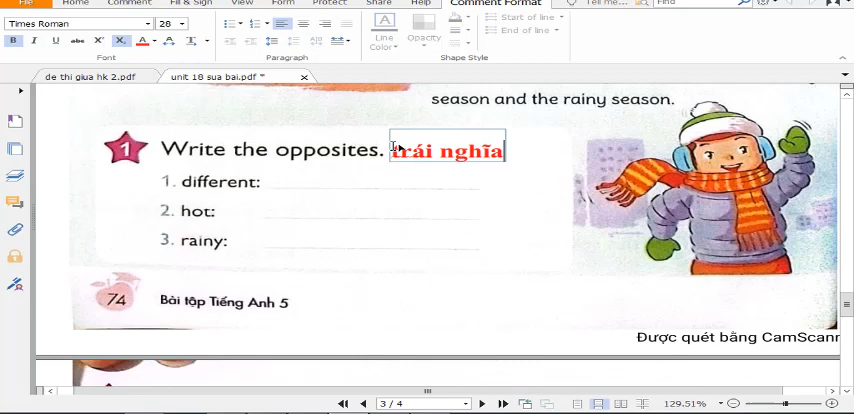 File Home Comment Fill & Sign View Form Protect Share Help Comment Format Tell me... Find
Times Roman 28
B I U abc X² X₂ A
Font Paragraph
Line Color Opacity
Start of line
End of line
Shape Style
de thi giua hk 2.pdf unit 18 sua bai.pdf *
season and the rainy season.
1 Write the opposites. trái nghĩa
1. different:
2. hot:
3. rainy:
74 Bài tập Tiếng Anh 5
Được quét bằng CamScann
3 / 4 129.51%